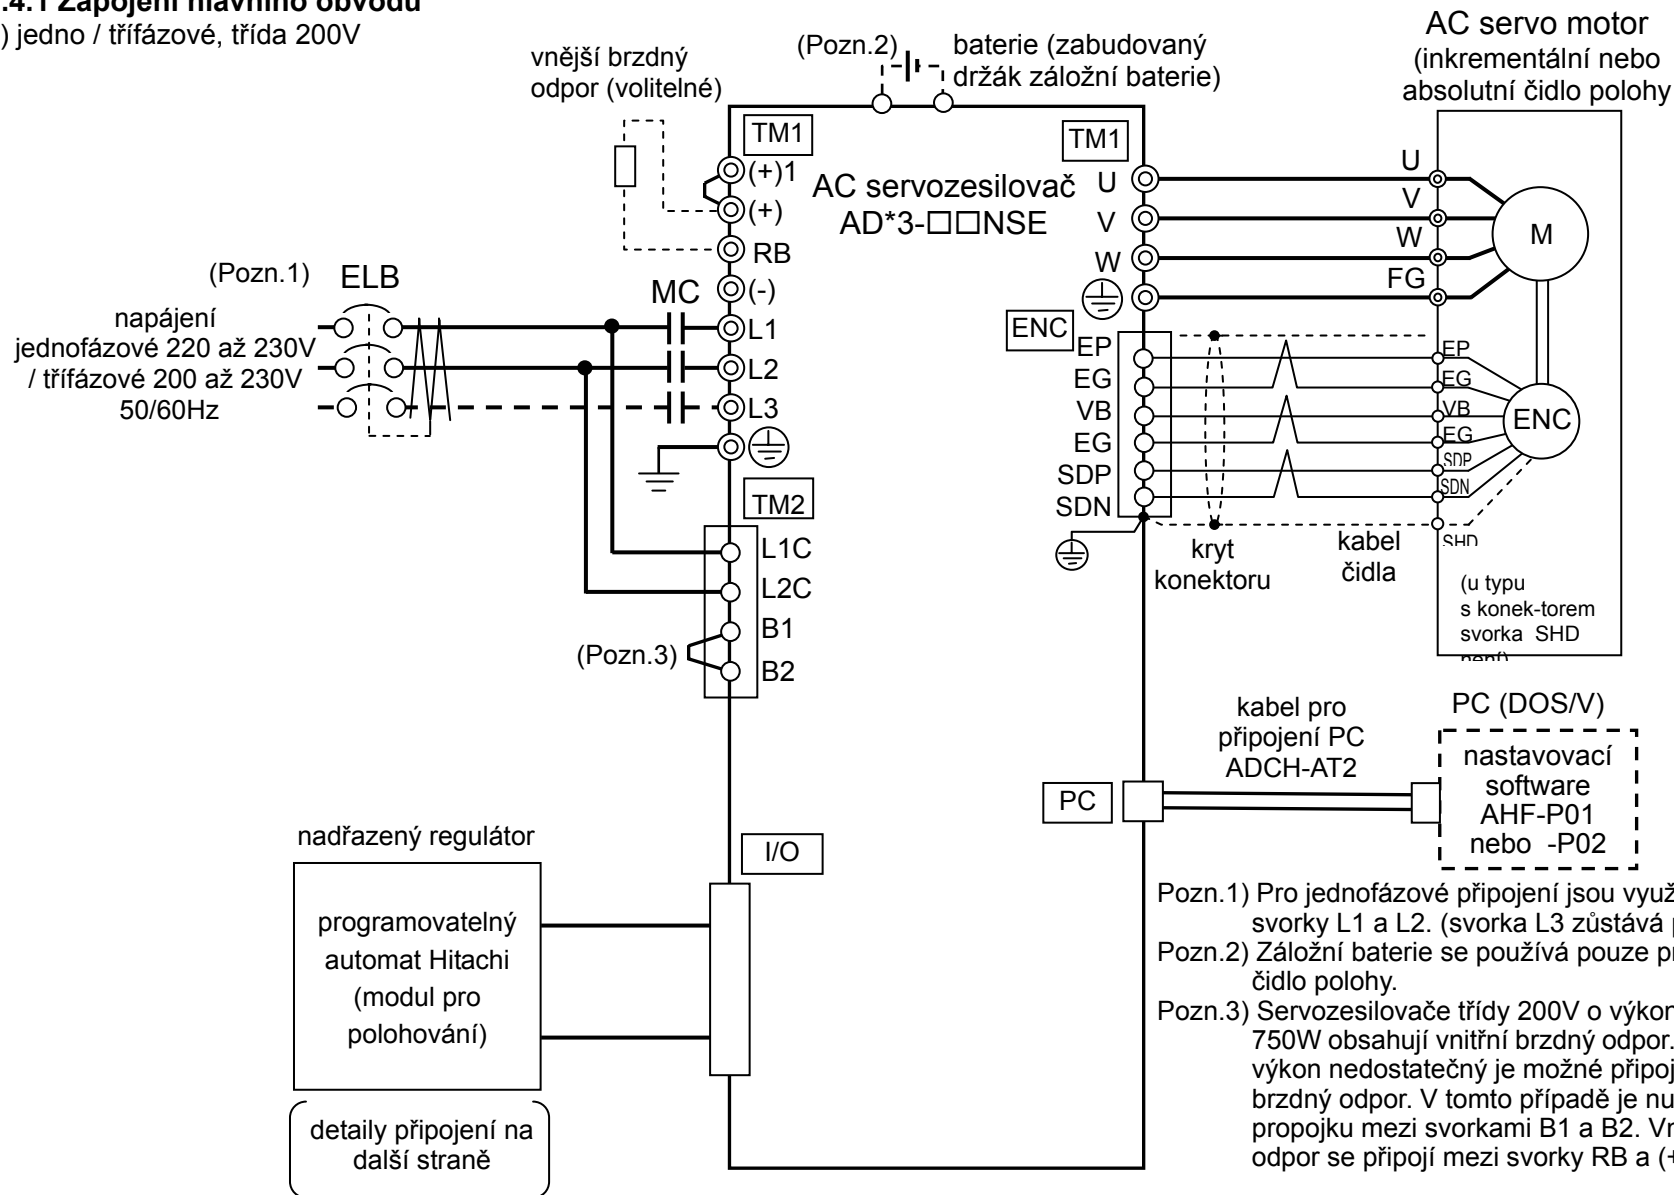 .4.1 Zapojení hlavního obvodu
) jedno / třífázové, třída 200V
vnější brzdný
odpor (volitelné)
(Pozn.2)
baterie (zabudovaný
držák záložní baterie)
AC servo motor
(inkrementální nebo
absolutní čidlo polohy
TM1
(+)1
(+)
RB
(-)
L1
L2
L3
AC servozesilovač
AD*3-□□NSE
TM1
U
V
W
U
V
W
FG
M
(Pozn.1)
ELB
MC
napájení
jednofázové 220 až 230V
/ třífázové 200 až 230V
50/60Hz
ENC
EP
EG
VB
EG
SDP
SDN
EP
EG
VB
EG
SDP
SDN
SHD
ENC
kryt
konektoru
kabel
čidla
(u typu
s konek-torem
svorka SHD
není)
TM2
L1C
L2C
B1
B2
(Pozn.3)
kabel pro
připojení PC
ADCH-AT2
PC
PC (DOS/V)
nastavovací
software
AHF-P01
nebo -P02
nadřazený regulátor
I/O
programovatelný
automat Hitachi
(modul pro
polohování)
detaily připojení na
další straně
Pozn.1) Pro jednofázové připojení jsou
svorky L1 a L2. (svorka L3 zůstává
Pozn.2) Záložní baterie se používá pouze
čidlo polohy.
Pozn.3) Servozesilovače třídy 200V o
750W obsahují vnitřní brzdný odpor.
výkon nedostatečný je možné
brzdný odpor. V tomto případě je
propojku mezi svorkami B1 a B2.
odpor se připojí mezi svorky RB a